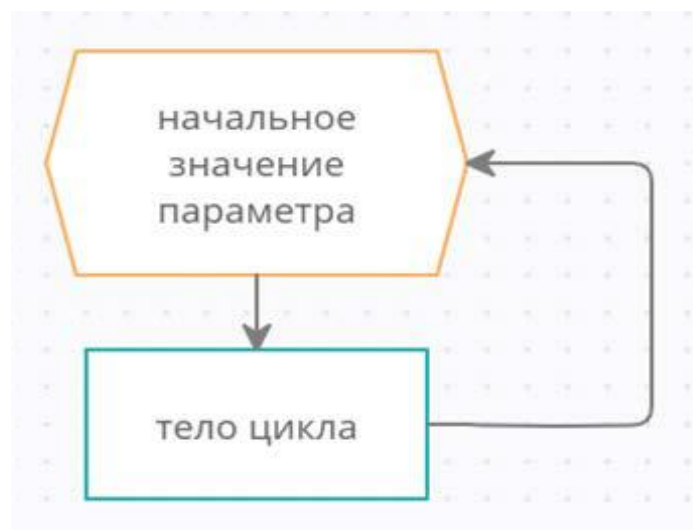 начальное
значение
параметра
тело цикла